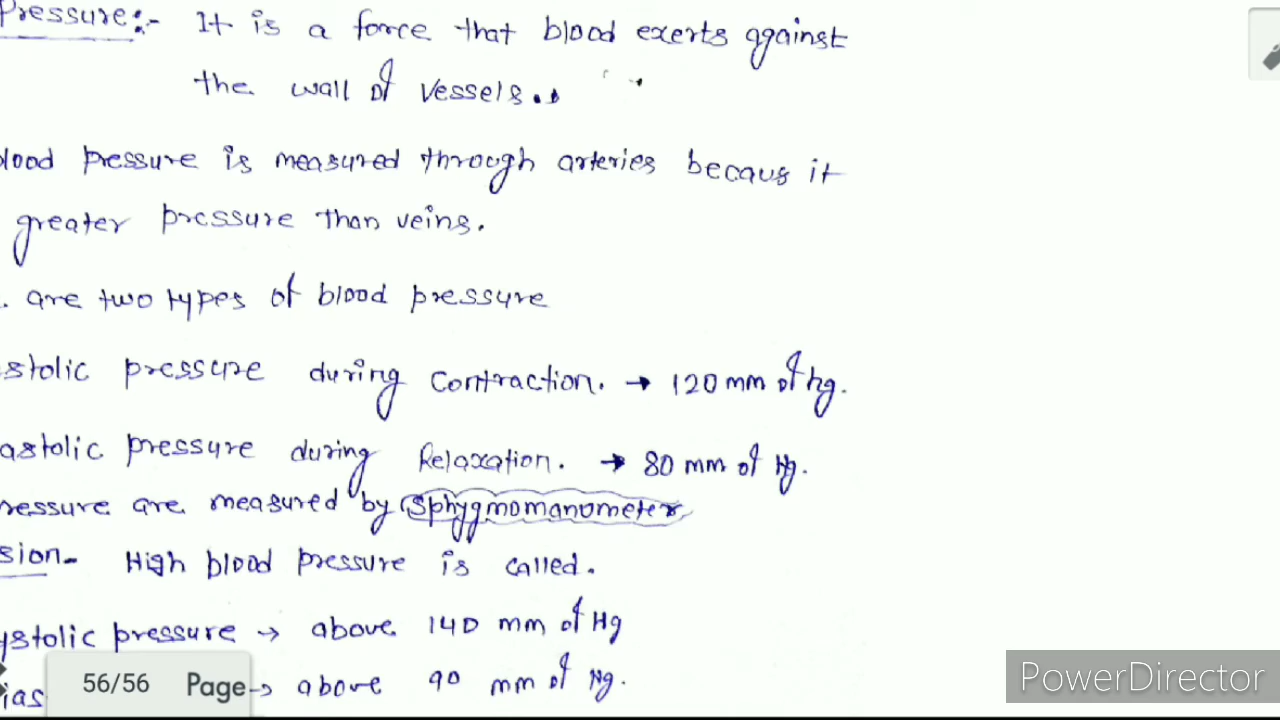 Pressure:- It is a force that blood exerts against
the wall of vessels..
lood pressure is measured through arteries becaus it
greater pressure than veins.
. are two types of blood pressure
stolic pressure during contraction. → 120 mm of hg.
astolic pressure during Relaxation. → 80 mm of Hg.
ressure are measured by Sphygmomanometer
sion- High blood pressure is called.
ystolic pressure → above 140 mm of Hg
ias → above 90 mm of Hg.
56/56 Page
PowerDirector